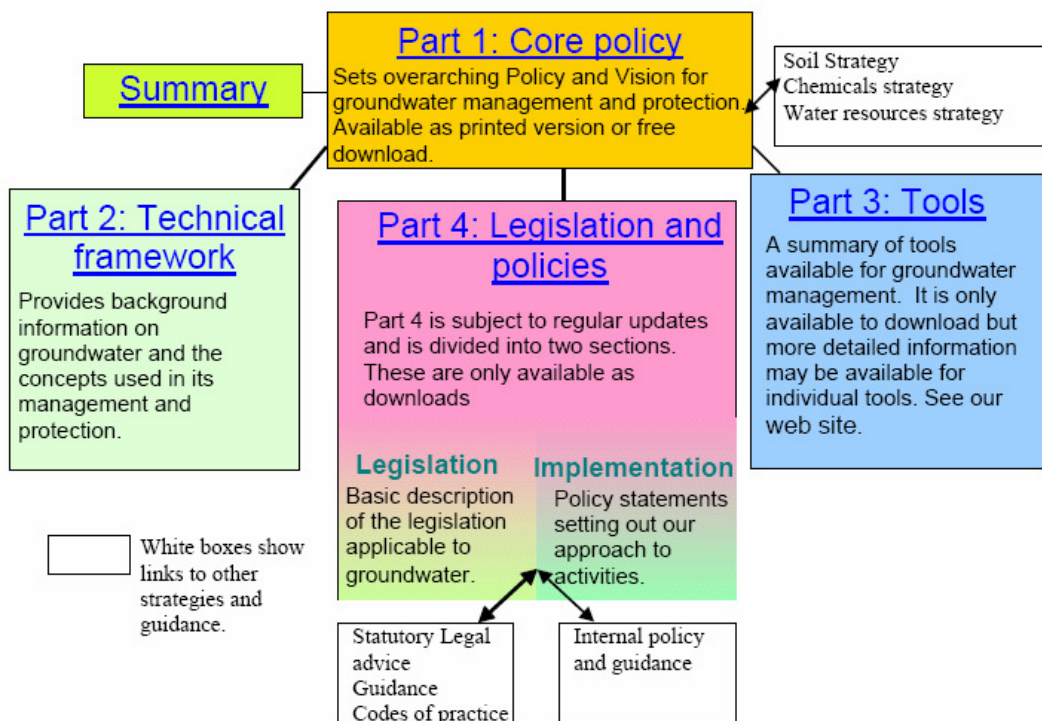 Part 1: Core policy
Sets overarching Policy and Vision for
groundwater management and protection.
Available as printed version or free
download.
Summary
Soil Strategy
Chemicals strategy
Water resources strategy
Part 2: Technical
framework
Provides background
information on
groundwater and the
concepts used in its
management and
protection.
Part 4: Legislation and
policies
Part 4 is subject to regular updates
and is divided into two sections.
These are only available as
downloads
Legislation
Basic description
of the legislation
applicable to
groundwater.
Implementation
Policy statements
setting out our
approach to
activities.
Part 3: Tools
A summary of tools
available for groundwater
management. It is only
available to download but
more detailed information
may be available for
individual tools. See our
web site.
White boxes show
links to other
strategies and
guidance.
Statutory Legal
advice
Guidance
Codes of practice
Internal policy
and guidance